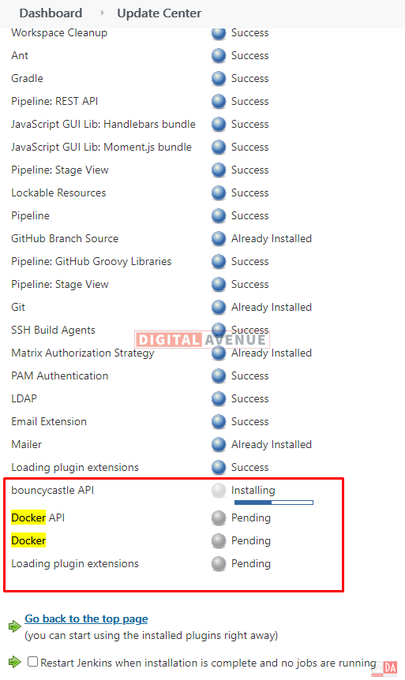 Dashboard Update Center
Workspace Cleanup Success
Ant Success
Gradle Success
Pipeline: REST API Success
JavaScript GUI Lib: Handlebars bundle Success
JavaScript GUI Lib: Moment.js bundle Success
Pipeline: Stage View Success
Lockable Resources Success
Pipeline Success
GitHub Branch Source Already Installed
Pipeline: GitHub Groovy Libraries Success
Pipeline: Stage View Success
Git Already Installed
SSH Build Agents Success
DIGITAL AVENUE
Matrix Authorization Strategy Already Installed
PAM Authentication Success
LDAP Success
Email Extension Success
Mailer Already Installed
Loading plugin extensions Success
bouncycastle API Installing
Docker API Pending
Docker Pending
Loading plugin extensions Pending
Go back to the top page
(you can start using the installed plugins right away)
Restart Jenkins when installation is complete and no jobs are running
DA